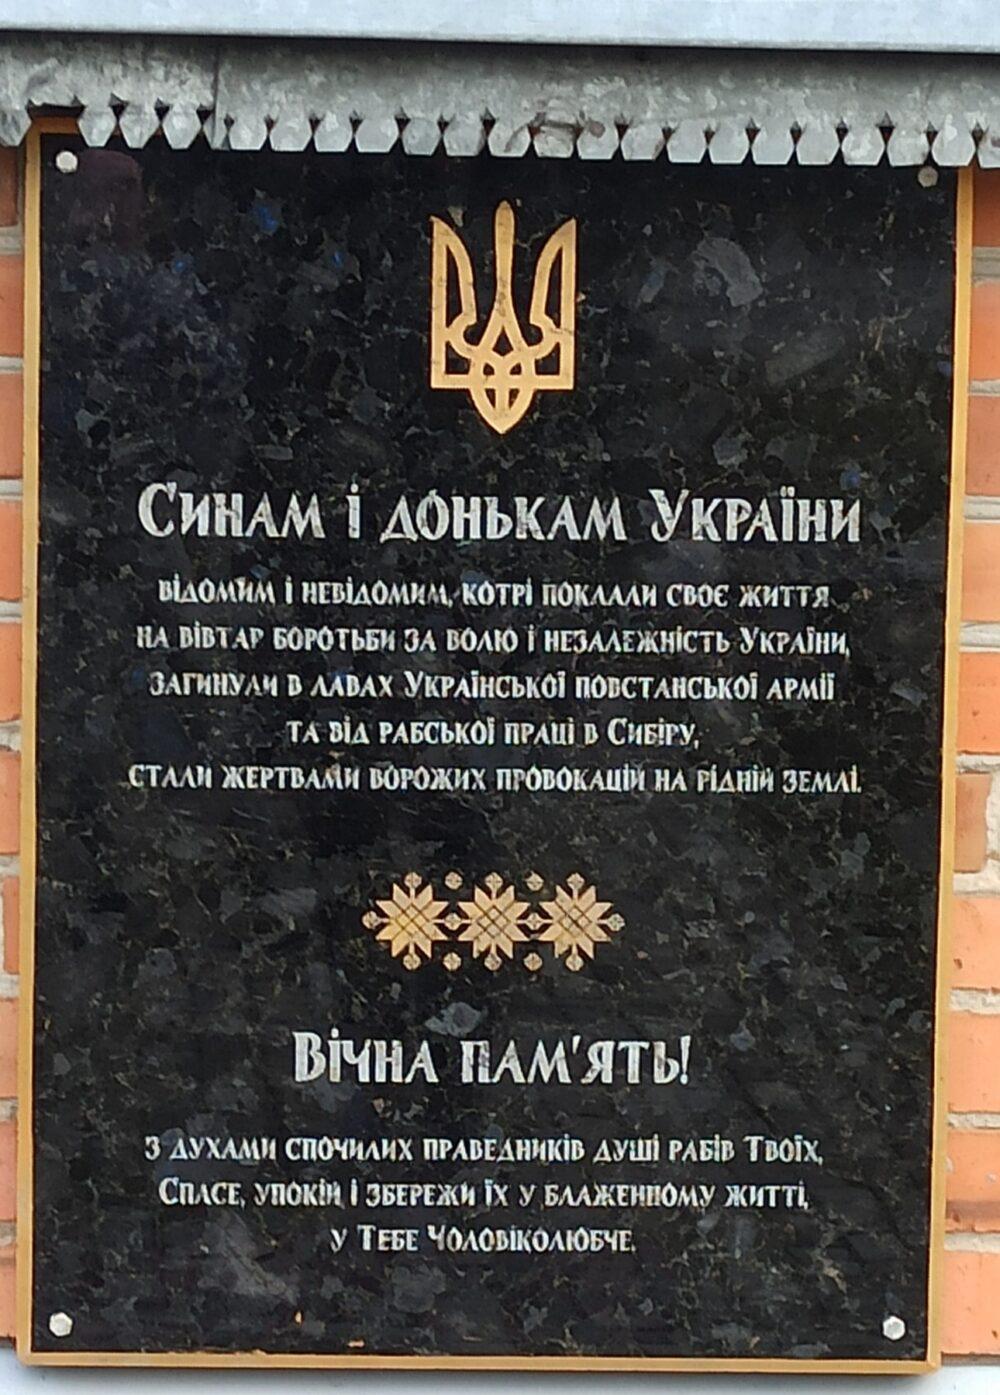 Синам і донькам України
відомим і невідомим, котрі поклали своє життя
на вівтар боротьби за волю і незалежність України,
загинули в лавах Української повстанської армії
та від рабської праці в Сибіру,
стали жертвами ворожих провокацій на рідній землі.
Вічна пам'ять!
З духами спочилих праведників душі рабів Твоїх,
Спасе, упокій і збережи їх у блаженному житті,
у Тебе Чоловіколюбче.